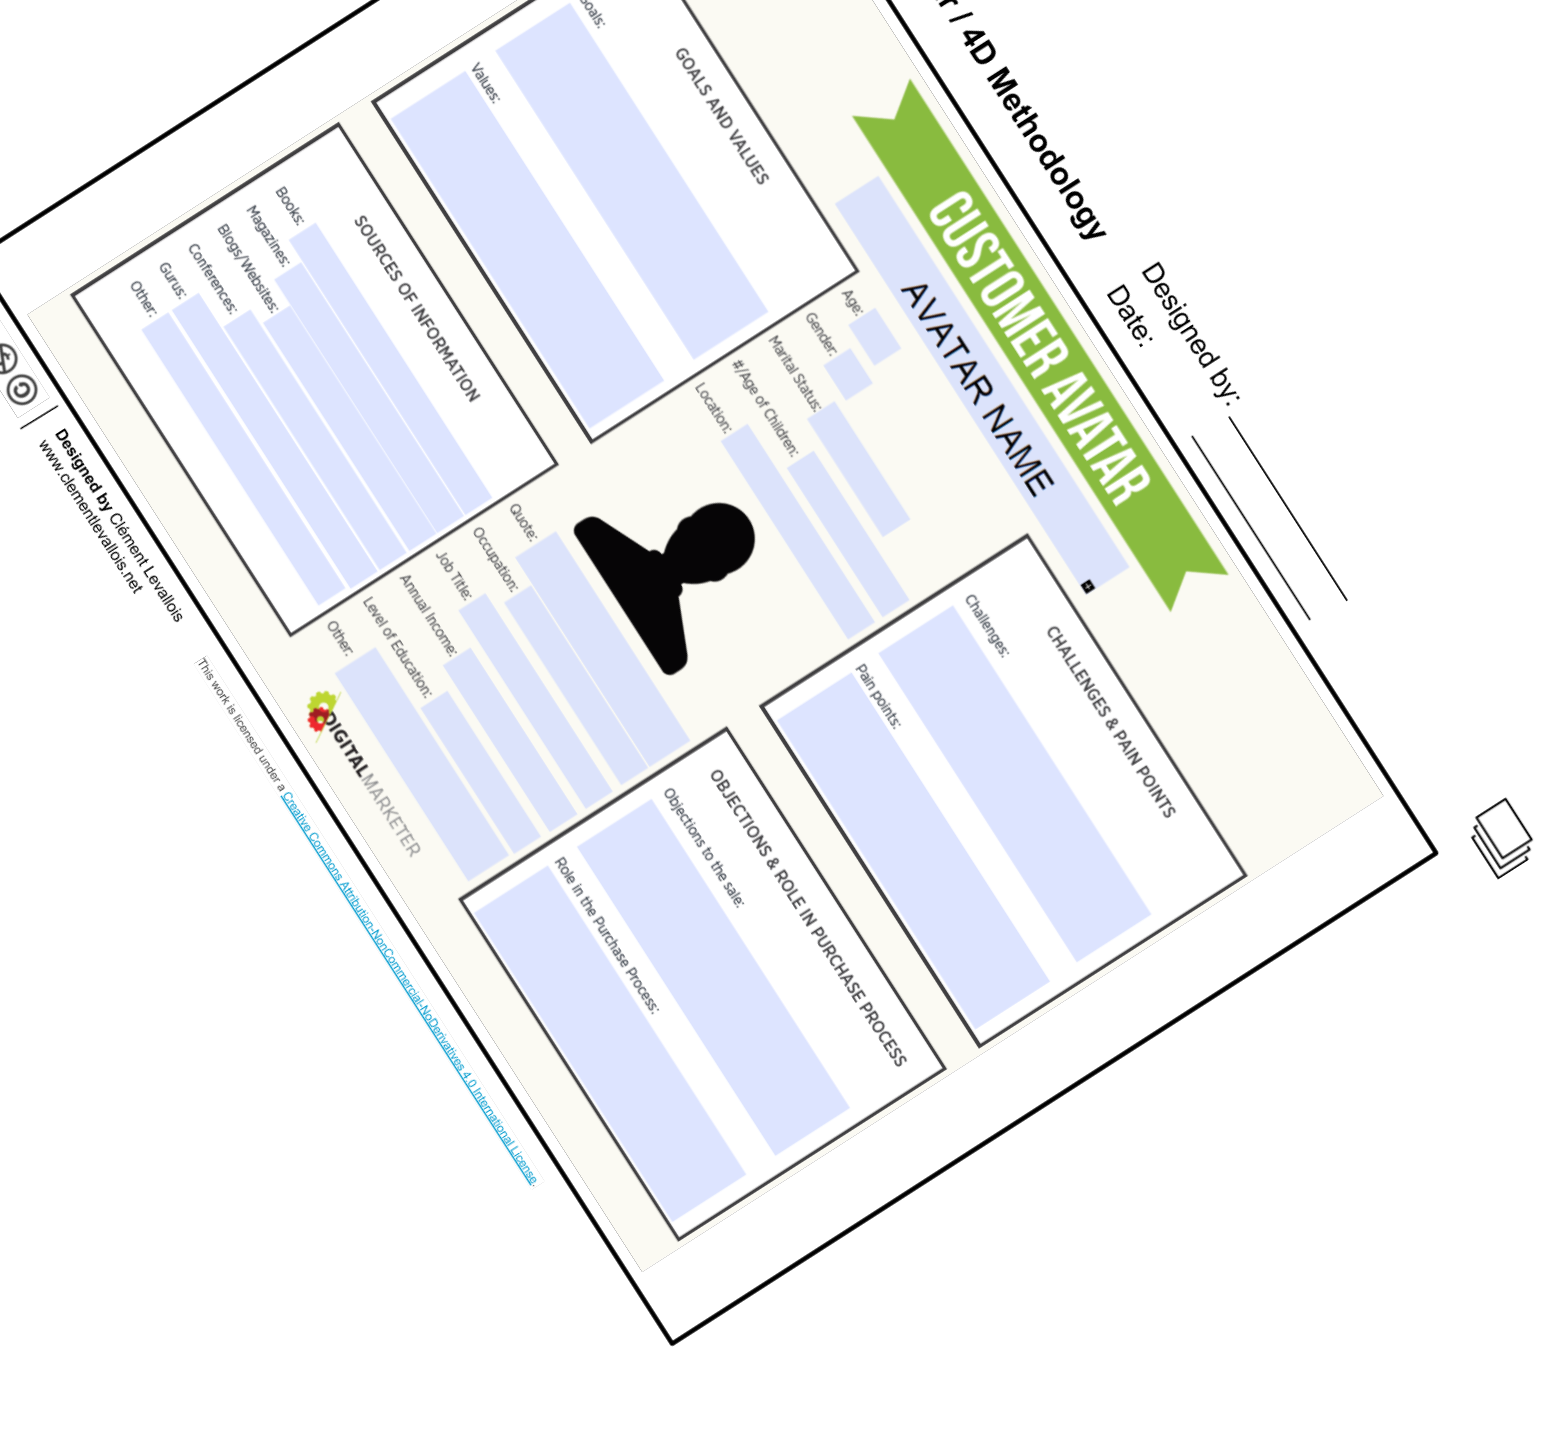 / 4D Methodology
Designed by:
Date:
CUSTOMER AVATAR
AVATAR NAME
GOALS AND VALUES
Values:
Age:
Gender:
Marital Status:
#/Age of Children:
Location:
CHALLENGES & PAIN POINTS
Challenges:
Pain points:
SOURCES OF INFORMATION
Books:
Magazines:
Blogs/Websites:
Conferences:
Gurus:
Other:
Quote:
Occupation:
Job Title:
Annual Income:
Level of Education:
Other:
OBJECTIONS & ROLE IN PURCHASE PROCESS
Objections to the sale:
Role in the Purchase Process:
DIGITALMARKETER
Designed by Clément Levallois
www.clementlevallois.net
This work is licensed under a Creative Commons Attribution-NonCommercial-NoDerivatives 4.0 International License.